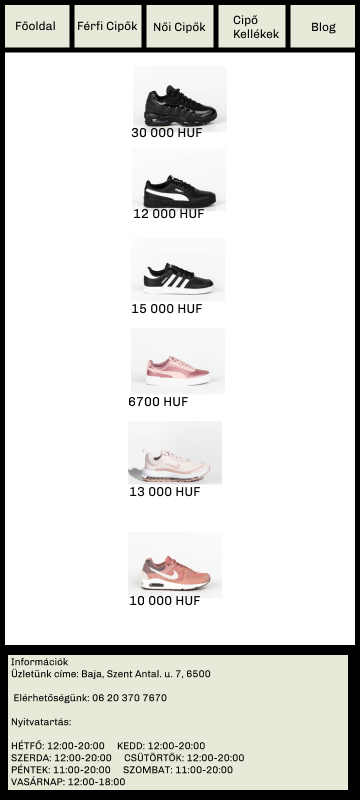 Főoldal
Férfi Cipők
Női Cipők
Cipő
Kellékek
Blog
30 000 HUF
12 000 HUF
15 000 HUF
6700 HUF
13 000 HUF
10 000 HUF
Információk
Üzletünk címe: Baja, Szent Antal. u. 7, 6500
Elérhetőségünk: 06 20 370 7670
Nyitvatartás:
HÉTFŐ: 12:00-20:00 KEDD: 12:00-20:00
SZERDA: 12:00-20:00 CSÜTÖRTÖK: 12:00-20:00
PÉNTEK: 11:00-20:00 SZOMBAT: 11:00-20:00
VASÁRNAP: 12:00-18:00